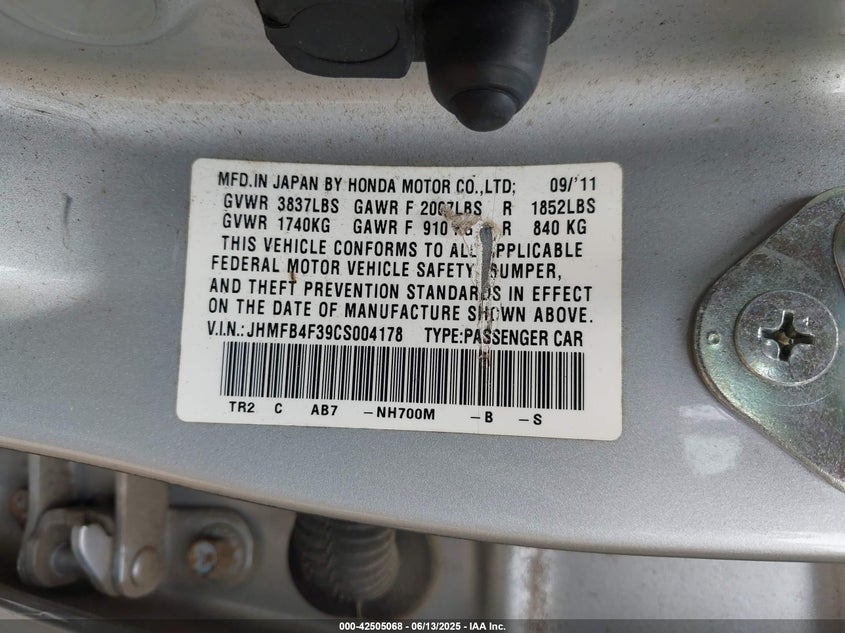 MFD.IN JAPAN BY HONDA MOTOR CO.,LTD; 09/'11
GVWR 3837LBS GAWR F 2007LBS R 1852LBS
GVWR 1740KG GAWR F 910 KG R 840 KG
THIS VEHICLE CONFORMS TO ALL APPLICABLE
FEDERAL MOTOR VEHICLE SAFETY, BUMPER,
AND THEFT PREVENTION STANDARDS IN EFFECT
ON THE DATE OF MANUFACTURE SHOWN ABOVE.
V.I.N.: JHMFB4F39CS004178 TYPE:PASSENGER CAR
TR2 C AB7 -NH700M -B -S
000-42505068 | 06/13/2025 - IAA Inc.